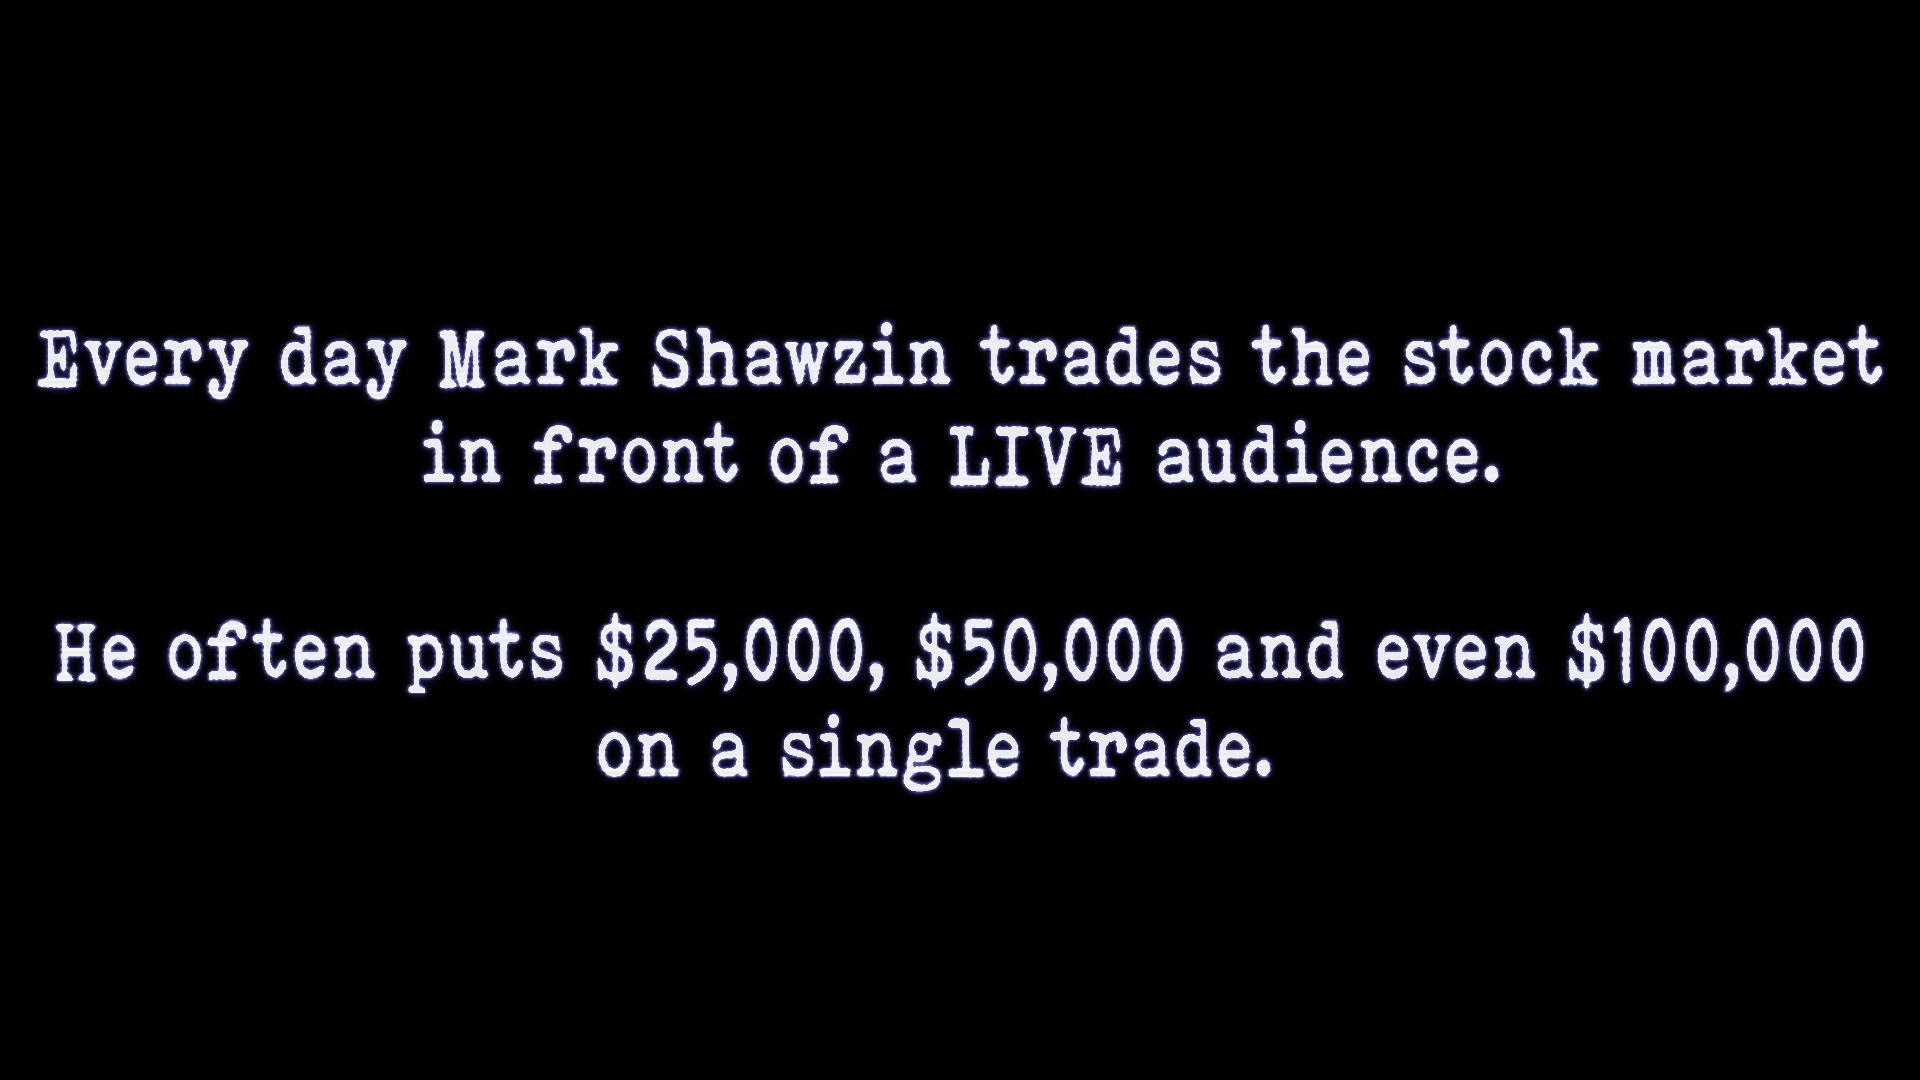 Every day Mark Shawzin trades the stock market
in front of a LIVE audience.
He often puts $25,000, $50,000 and even $100,000
on a single trade.